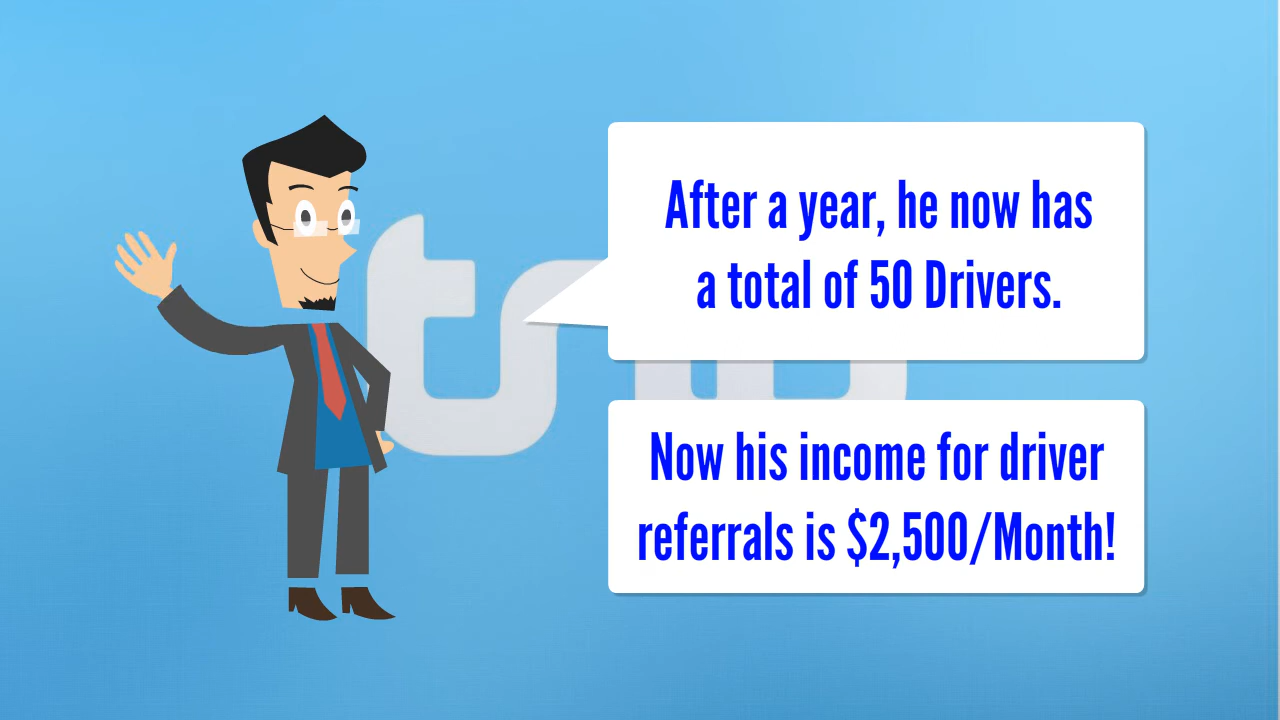 After a year, he now has
a total of 50 Drivers.
Now his income for driver
referrals is $2,500/Month!